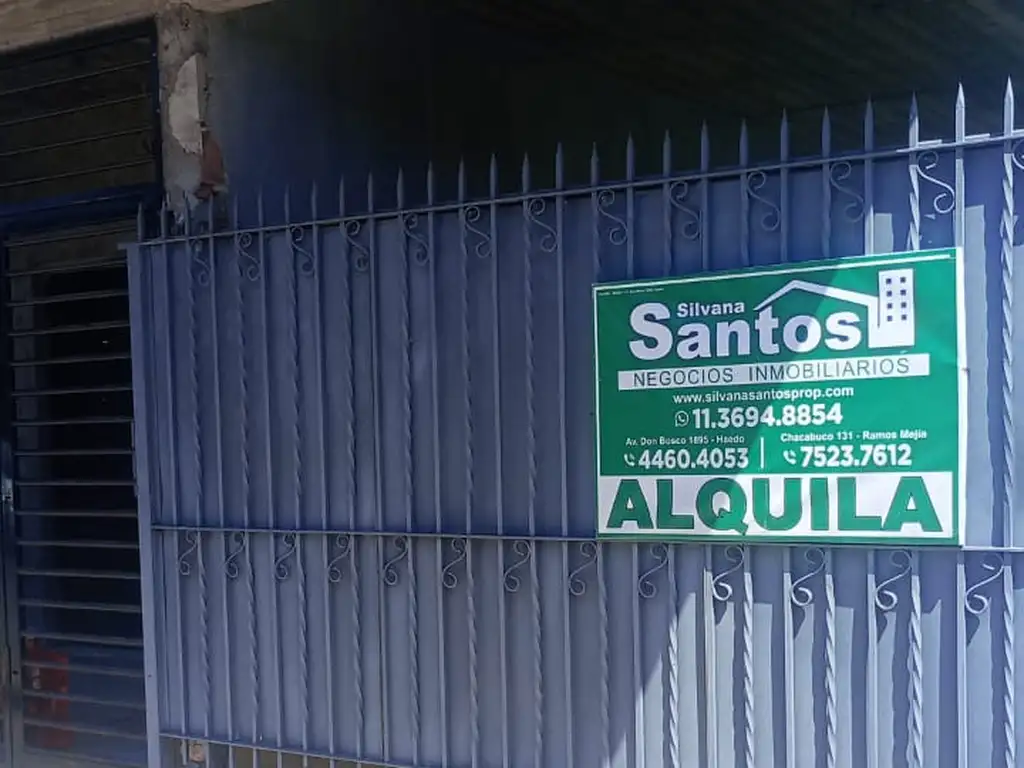 Silvana
Santos
NEGOCIOS INMOBILIARIOS
www.silvanasantosprop.com
11.3694.8854
Av. Don Bosco 1895 - Haedo
4460.4053
Chacabuco 131 - Ramos Mejía
7523.7612
ALQUILA